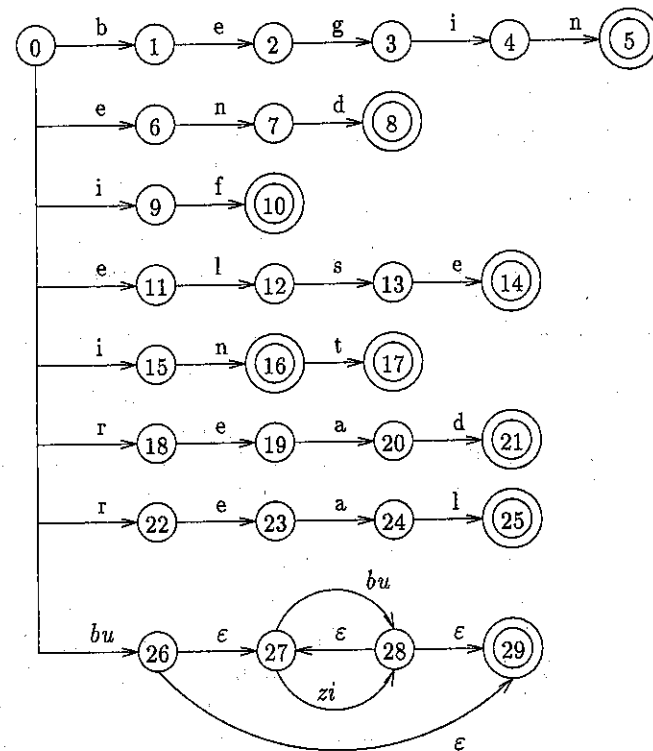 b e g i n
0 1 2 3 4 5
e n d
6 7 8
i f
9 10
e l s e
11 12 13 14
i n t
15 16 17
r e a d
18 19 20 21
r e a l
22 23 24 25
bu
bu ε ε ε
26 27 28 29
zi
ε